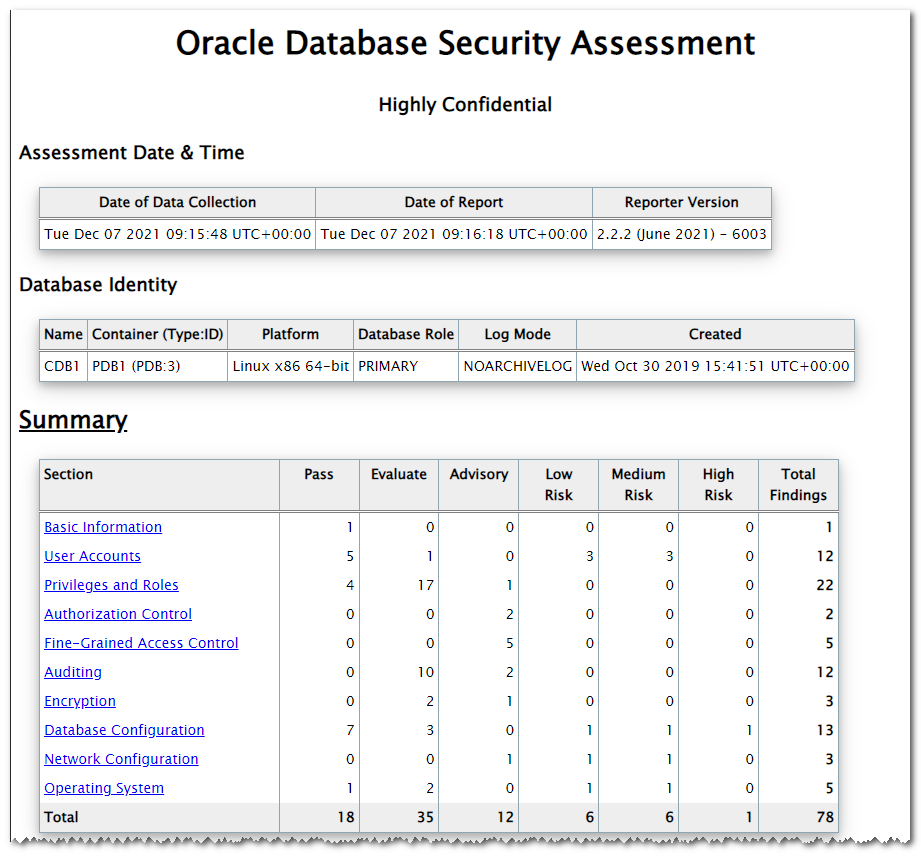 Oracle Database Security Assessment
Highly Confidential
Assessment Date & Time
Date of Data Collection Date of Report Reporter Version
Tue Dec 07 2021 09:15:48 UTC+00:00 Tue Dec 07 2021 09:16:18 UTC+00:00 2.2.2 (June 2021) - 6003
Database Identity
Name Container (Type:ID) Platform Database Role Log Mode Created
CDB1 PDB1 (PDB:3) Linux x86 64-bit PRIMARY NOARCHIVELOG Wed Oct 30 2019 15:41:51 UTC+00:00
Summary
Section Pass Evaluate Advisory Low Risk Medium Risk High Risk Total Findings
Basic Information 1 0 0 0 0 0 1
User Accounts 5 1 0 3 3 0 12
Privileges and Roles 4 17 1 0 0 0 22
Authorization Control 0 0 2 0 0 0 2
Fine-Grained Access Control 0 0 5 0 0 0 5
Auditing 0 10 2 0 0 0 12
Encryption 0 2 1 0 0 0 3
Database Configuration 7 3 0 1 1 1 13
Network Configuration 0 0 1 1 1 0 3
Operating System 1 2 0 1 1 0 5
Total 18 35 12 6 6 1 78